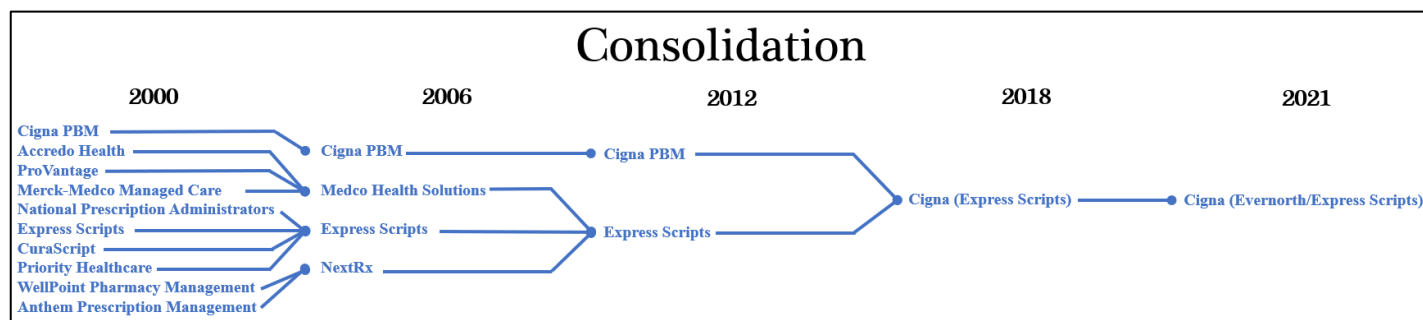 Consolidation
2000 2006 2012 2018 2021
Cigna PBM
Accredo Health
ProVantage
Merck-Medco Managed Care
National Prescription Administrators
Express Scripts
CuraScript
Priority Healthcare
WellPoint Pharmacy Management
Anthem Prescription Management
Cigna PBM
Medco Health Solutions
Express Scripts
NextRx
Cigna PBM
Express Scripts
Cigna (Express Scripts)
Cigna (Evernorth/Express Scripts)